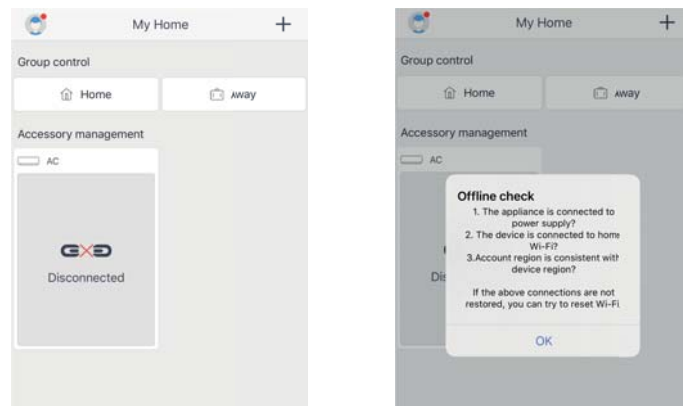 My Home
Group control
Home
Away
Accessory management
AC
Disconnected
My Home
Group control
Home
Away
Accessory management
AC
Dis
Offline check
1. The appliance is connected to
power supply?
2. The device is connected to home
Wi-Fi?
3.Account region is consistent with
device region?
If the above connections are not
restored, you can try to reset Wi-Fi
OK